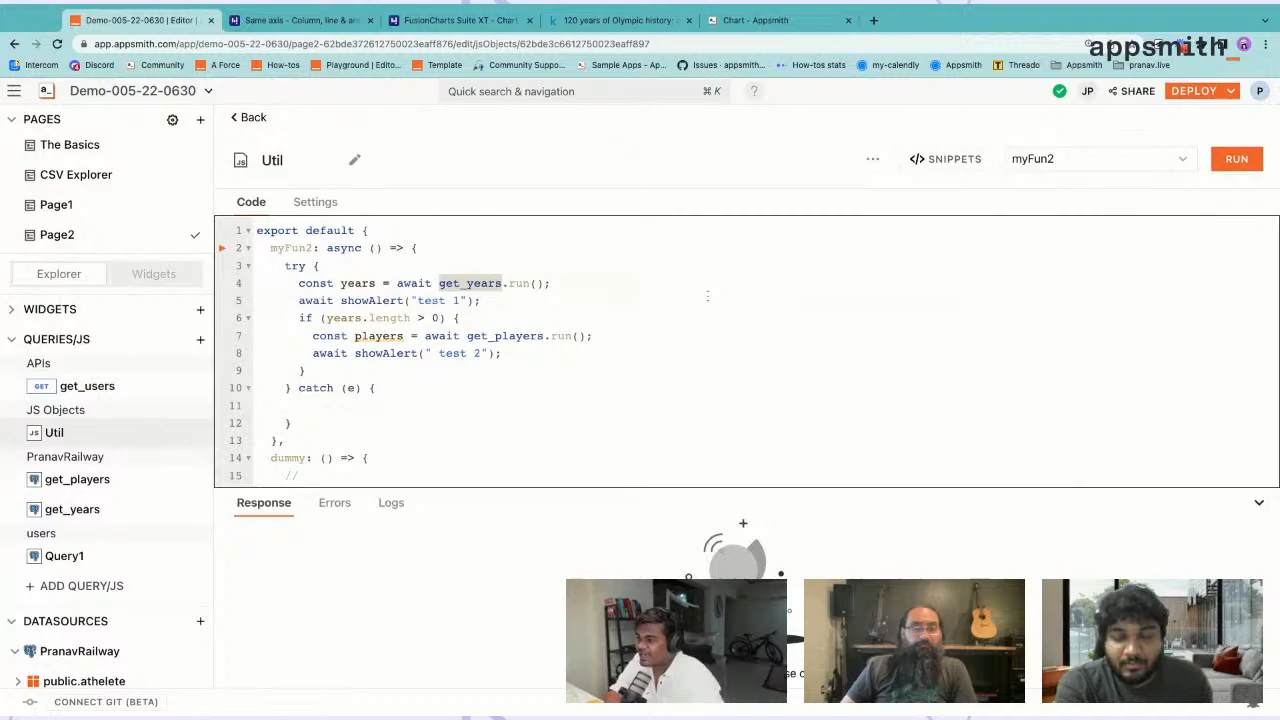 Demo-005-22-0630 | Editor |
Same axis - Column, line & are
FusionCharts Suite XT - Chart
120 years of Olympic history:
Chart - Appsmith
app.appsmith.com/app/demo-005-22-0630/page2-62bde372612750023eaff876/edit/jsObjects/62bde3c6612750023eaff897
appsmith_
Intercom
Discord
Community
A Force
How-tos
Playground | Edito...
Template
Community Suppo...
Sample Apps - Ap...
Issues · appsmith...
How-tos stats
my-calendly
Appsmith
Threado
Appsmith
pranav.live
a_
Demo-005-22-0630
Quick search & navigation
⌘ K
?
JP
SHARE
DEPLOY
P
PAGES
The Basics
CSV Explorer
Page1
Page2
Explorer
Widgets
WIDGETS
QUERIES/JS
APIs
GET get_users
JS Objects
JS Util
PranavRailway
get_players
get_years
users
Query1
+ ADD QUERY/JS
DATASOURCES
PranavRailway
public.athelete
CONNECT GIT (BETA)
Back
JS Util
</> SNIPPETS
myFun2
RUN
Code
Settings
1 export default {
2 myFun2: async () => {
3 try {
4 const years = await get_years.run();
5 await showAlert("test 1");
6 if (years.length > 0) {
7 const players = await get_players.run();
8 await showAlert(" test 2");
9 }
10 } catch (e) {
11
12 }
13 },
14 dummy: () => {
15 //
Response
Errors
Logs